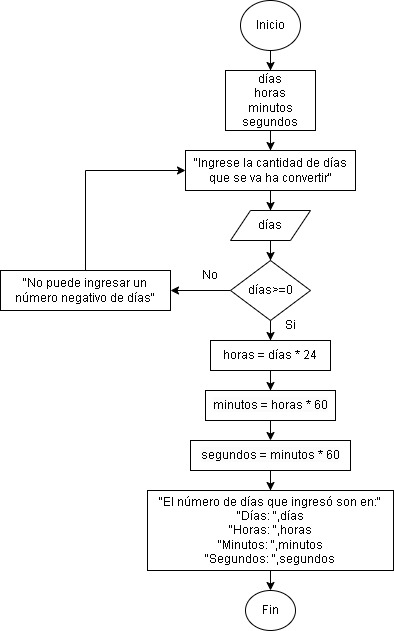 Inicio
días
horas
minutos
segundos
"Ingrese la cantidad de días
que se va ha convertir"
días
días>=0
No
"No puede ingresar un
número negativo de días"
Si
horas = días * 24
minutos = horas * 60
segundos = minutos * 60
"El número de días que ingresó son en:"
"Días: ",días
"Horas: ",horas
"Minutos: ",minutos
"Segundos: ",segundos
Fin